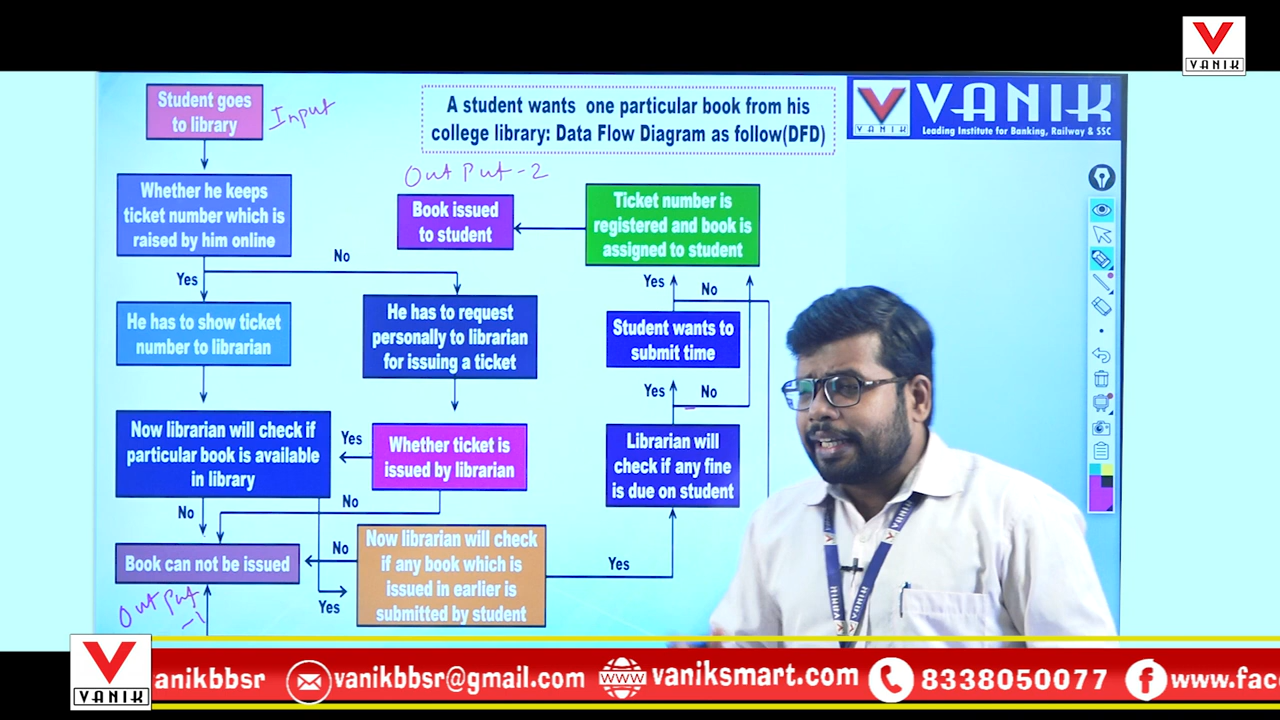 VANIK
Student goes
to library
Input
A student wants one particular book from his
college library: Data Flow Diagram as follow(DFD)
VANIK
VANIK
Leading Institute for Banking, Railway & SSC
Whether he keeps
ticket number which is
raised by him online
OutPut-2
Book issued
to student
Ticket number is
registered and book is
assigned to student
No
Yes
Yes
No
He has to show ticket
number to librarian
He has to request
personally to librarian
for issuing a ticket
Student wants to
submit time
Yes
No
Now librarian will check if
particular book is available
in library
Yes
Whether ticket is
issued by librarian
Librarian will
check if any fine
is due on student
No
No
Book can not be issued
No
Now librarian will check
if any book which is
issued in earlier is
submitted by student
Yes
Yes
OutPut
-1
VANIK
anikbbsr
vanikbbsr@gmail.com
www
vaniksmart.com
8338050077
f
www.fac